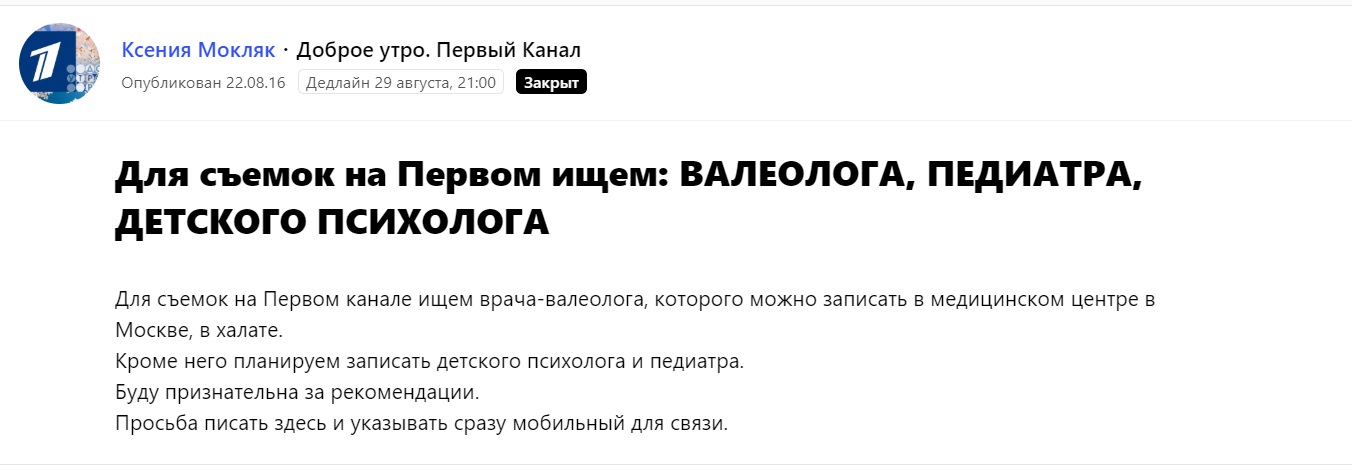 Ксения Мокляк · Доброе утро. Первый Канал
Опубликован 22.08.16 Дедлайн 29 августа, 21:00 Закрыт
Для съемок на Первом ищем: ВАЛЕОЛОГА, ПЕДИАТРА,
ДЕТСКОГО ПСИХОЛОГА
Для съемок на Первом канале ищем врача-валеолога, которого можно записать в медицинском центре в
Москве, в халате.
Кроме него планируем записать детского психолога и педиатра.
Буду признательна за рекомендации.
Просьба писать здесь и указывать сразу мобильный для связи.